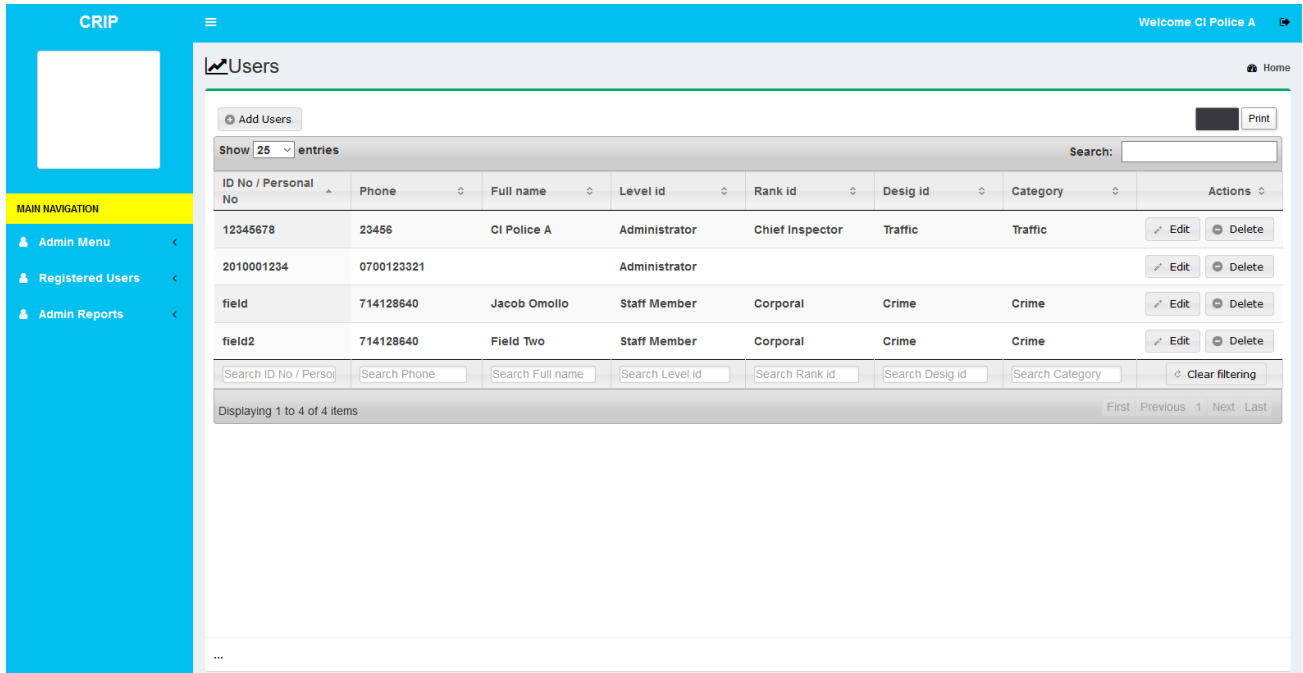 CRIP
Welcome CI Police A
Users
Home
Add Users
Print
Show 25 entries
Search:
ID No / Personal No Phone Full name Level id Rank id Desig id Category Actions
MAIN NAVIGATION
Admin Menu
Registered Users
Admin Reports
12345678 23456 CI Police A Administrator Chief Inspector Traffic Traffic Edit Delete
2010001234 0700123321 Administrator Edit Delete
field 714128640 Jacob Omollo Staff Member Corporal Crime Crime Edit Delete
field2 714128640 Field Two Staff Member Corporal Crime Crime Edit Delete
Search ID No / Person Search Phone Search Full name Search Level id Search Rank id Search Desig id Search Category Clear filtering
Displaying 1 to 4 of 4 items
First Previous 1 Next Last
...